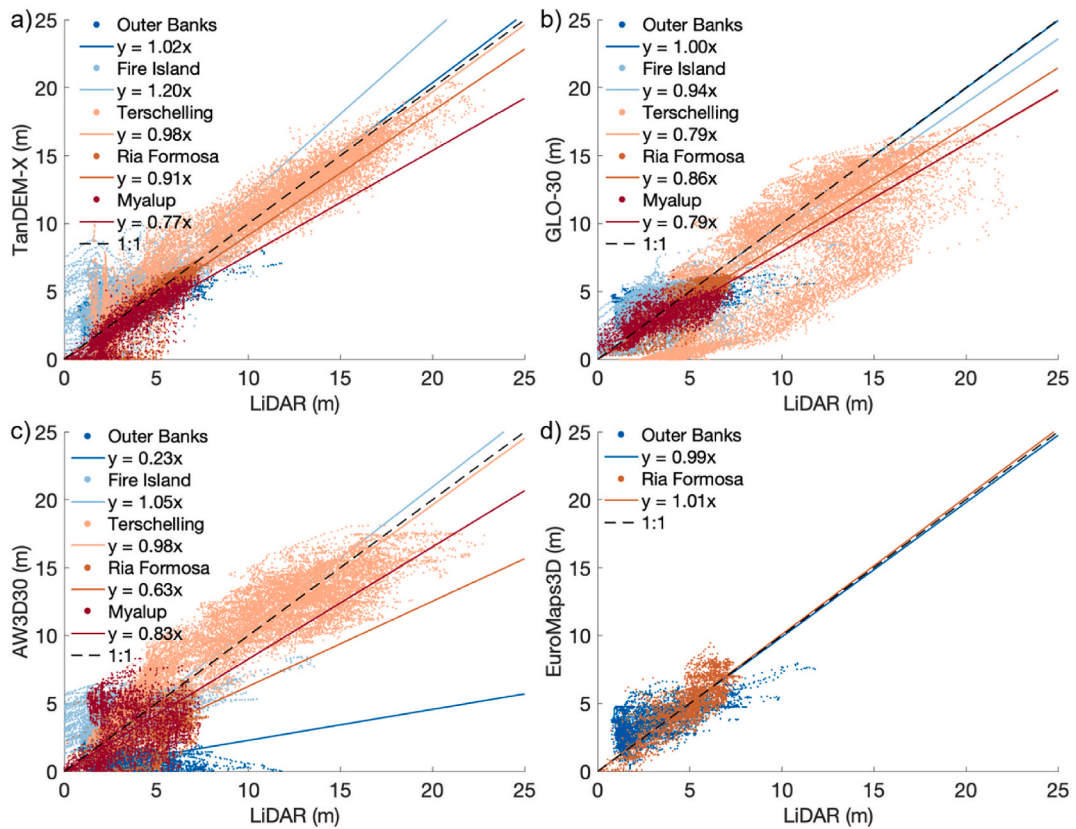 a)
25
20
15
10
5
0
TanDEM-X (m)
Outer Banks
y = 1.02x
Fire Island
y = 1.20x
Terschelling
y = 0.98x
Ria Formosa
y = 0.91x
Myalup
y = 0.77x
1:1
0 5 10 15 20 25
LiDAR (m)
b)
25
20
15
10
5
0
GLO-30 (m)
Outer Banks
y = 1.00x
Fire Island
y = 0.94x
Terschelling
y = 0.79x
Ria Formosa
y = 0.86x
Myalup
y = 0.79x
1:1
0 5 10 15 20 25
LiDAR (m)
c)
25
20
15
10
5
0
AW3D30 (m)
Outer Banks
y = 0.23x
Fire Island
y = 1.05x
Terschelling
y = 0.98x
Ria Formosa
y = 0.63x
Myalup
y = 0.83x
1:1
0 5 10 15 20 25
LiDAR (m)
d)
25
20
15
10
5
0
EuroMaps3D (m)
Outer Banks
y = 0.99x
Ria Formosa
y = 1.01x
1:1
0 5 10 15 20 25
LiDAR (m)